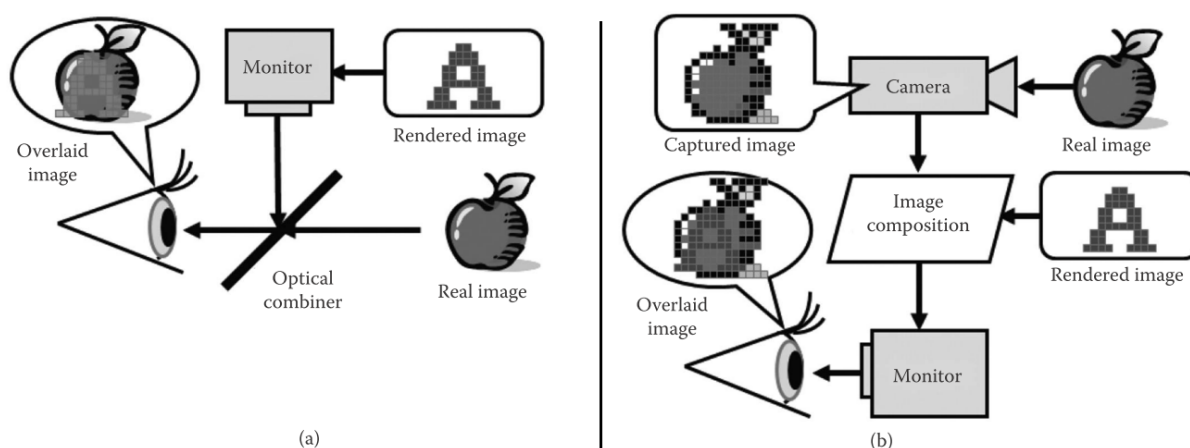 Monitor
A
Rendered image
Overlaid
image
Optical
combiner
Real image
(a)
Camera
Captured image
Real image
Image
composition
A
Rendered image
Overlaid
image
Monitor
(b)